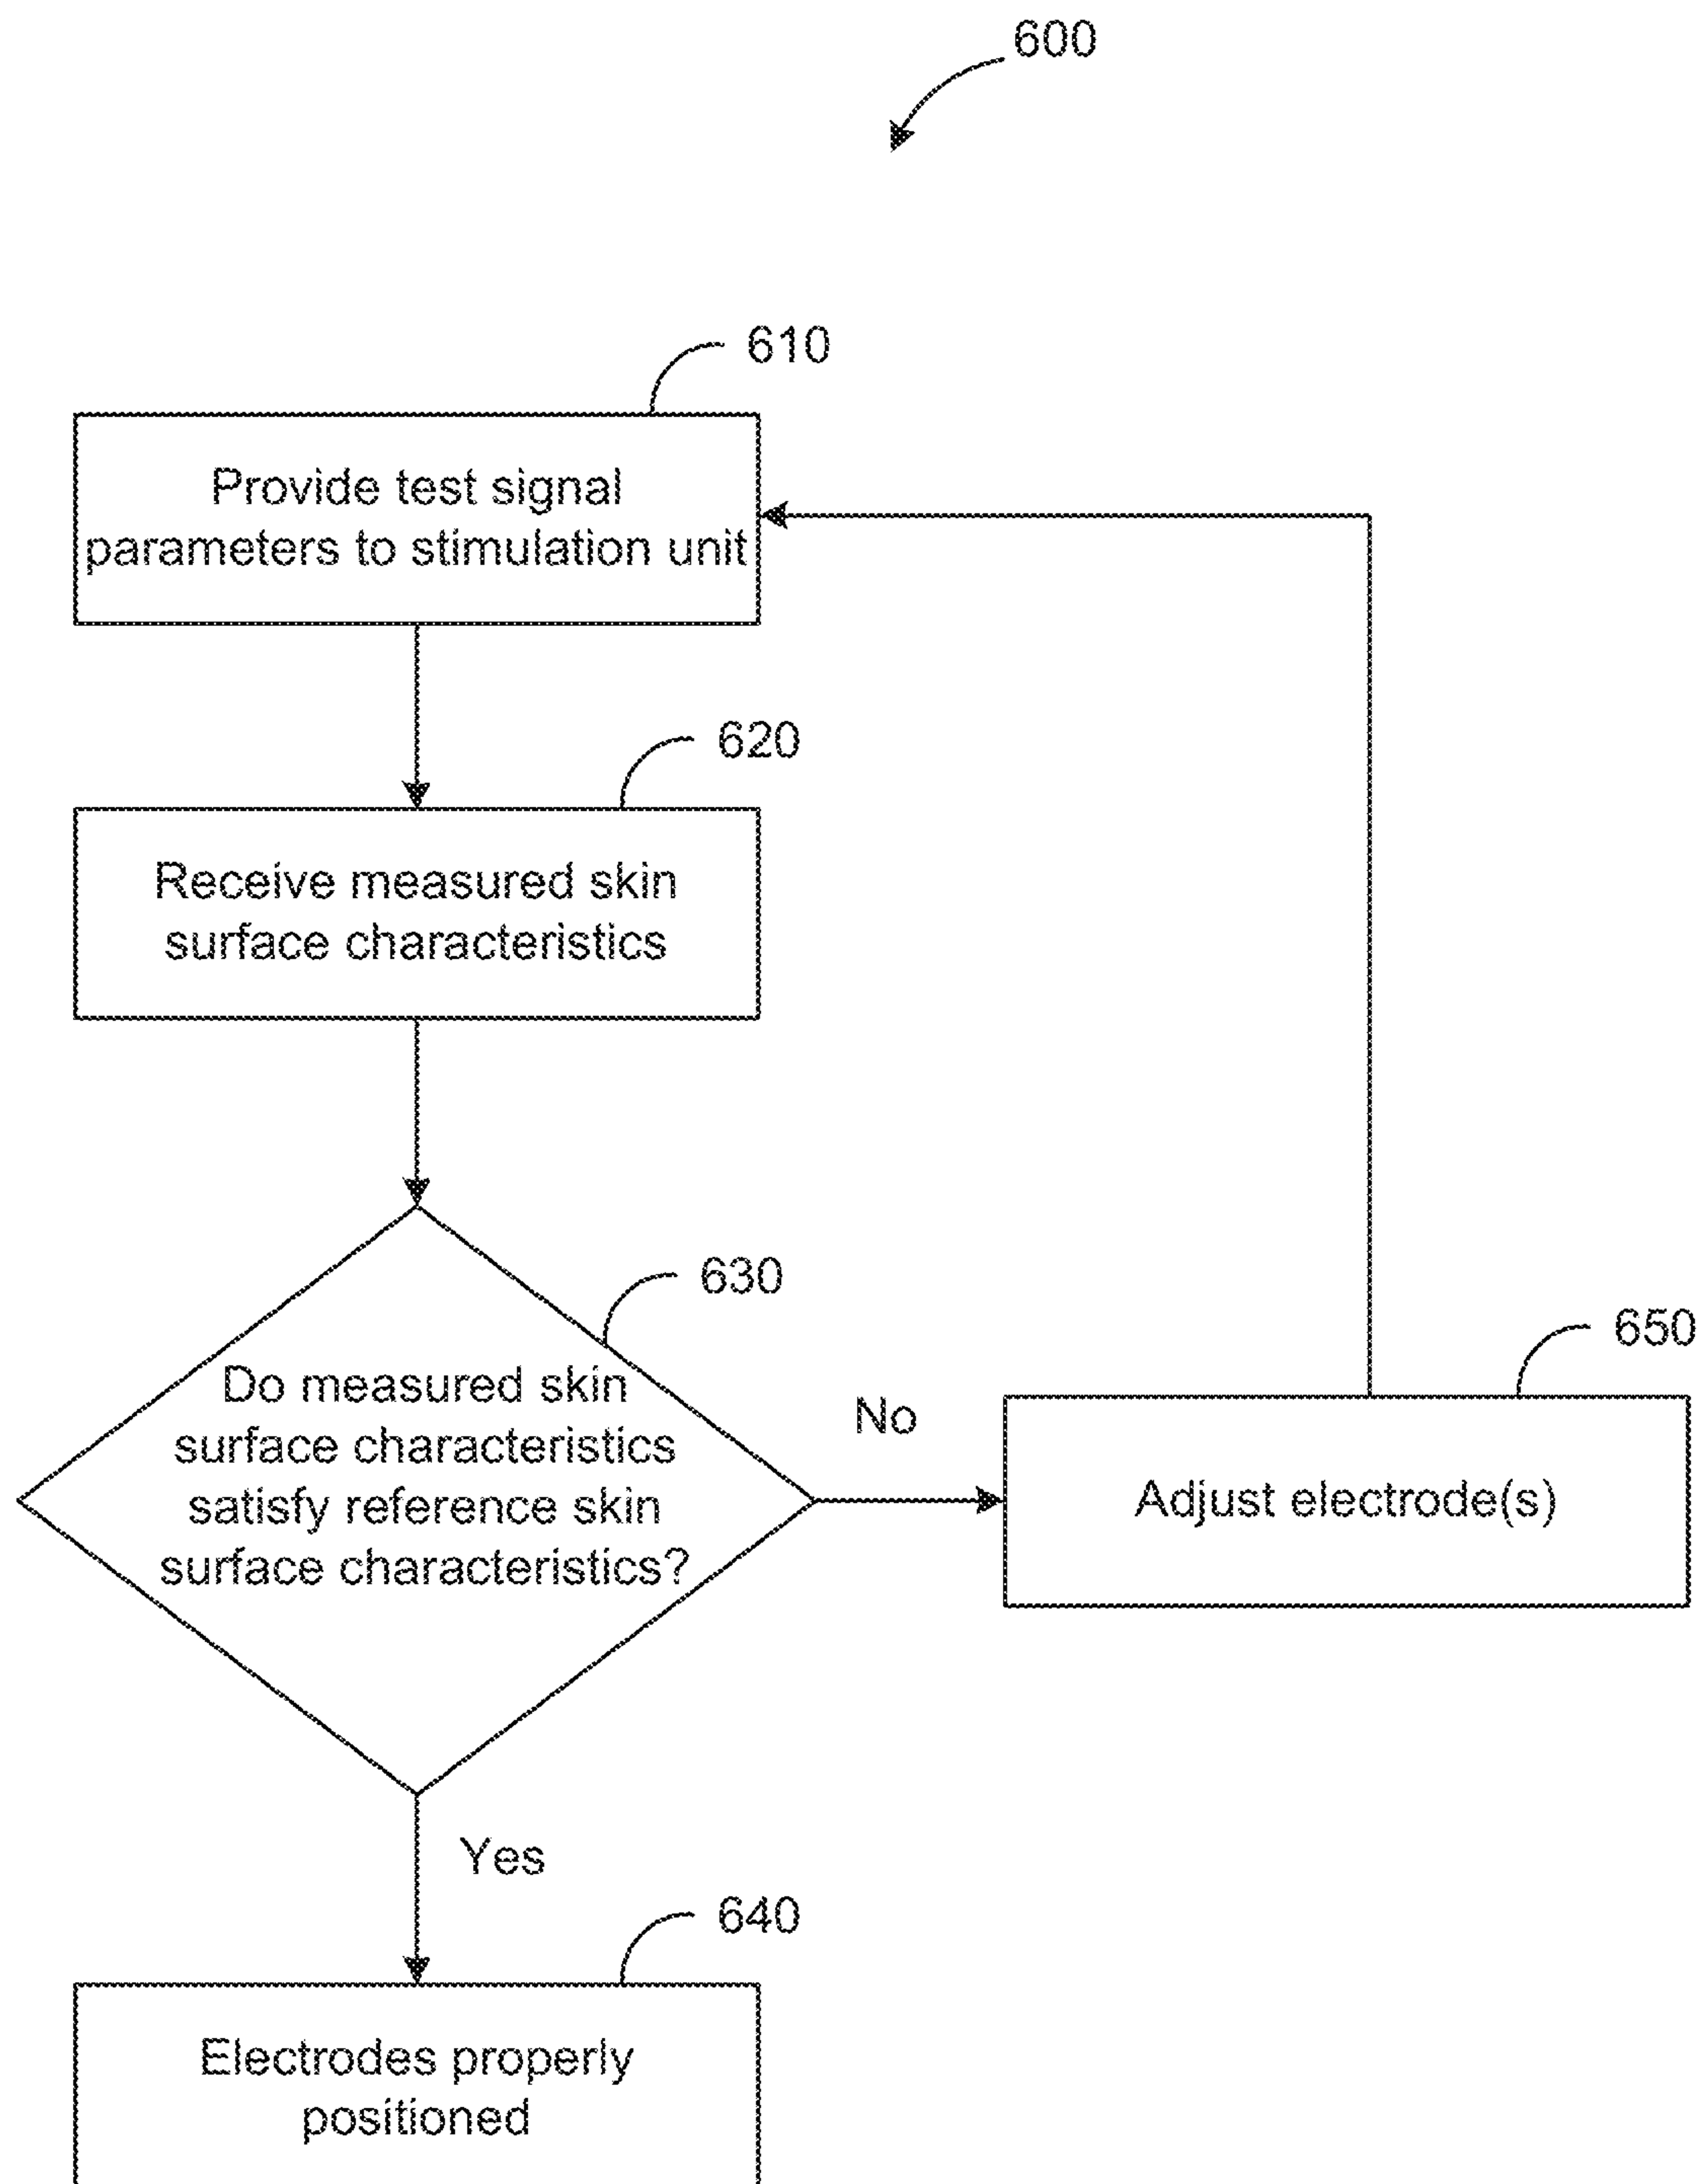 600
610
Provide test signal
parameters to stimulation unit
620
Receive measured skin
surface characteristics
630
Do measured skin
surface characteristics
satisfy reference skin
surface characteristics?
No
650
Adjust electrode(s)
Yes
640
Electrodes properly
positioned